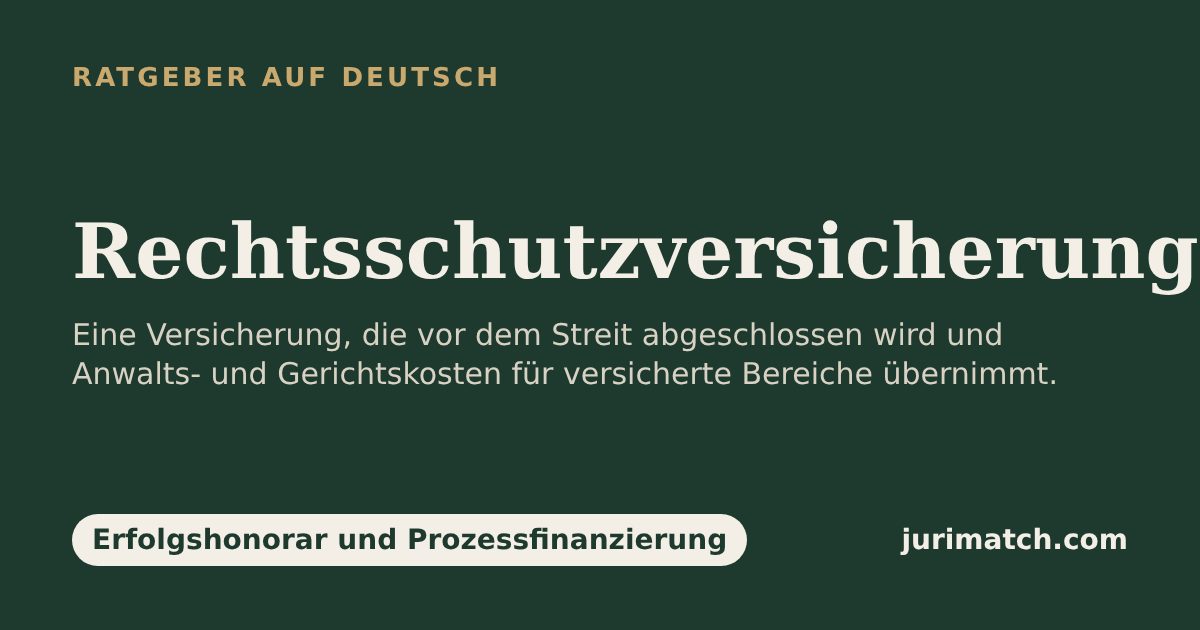 RATGEBER AUF DEUTSCH
Rechtsschutzversicherung
Eine Versicherung, die vor dem Streit abgeschlossen wird und
Anwalts- und Gerichtskosten für versicherte Bereiche übernimmt.
Erfolgshonorar und Prozessfinanzierung
jurimatch.com